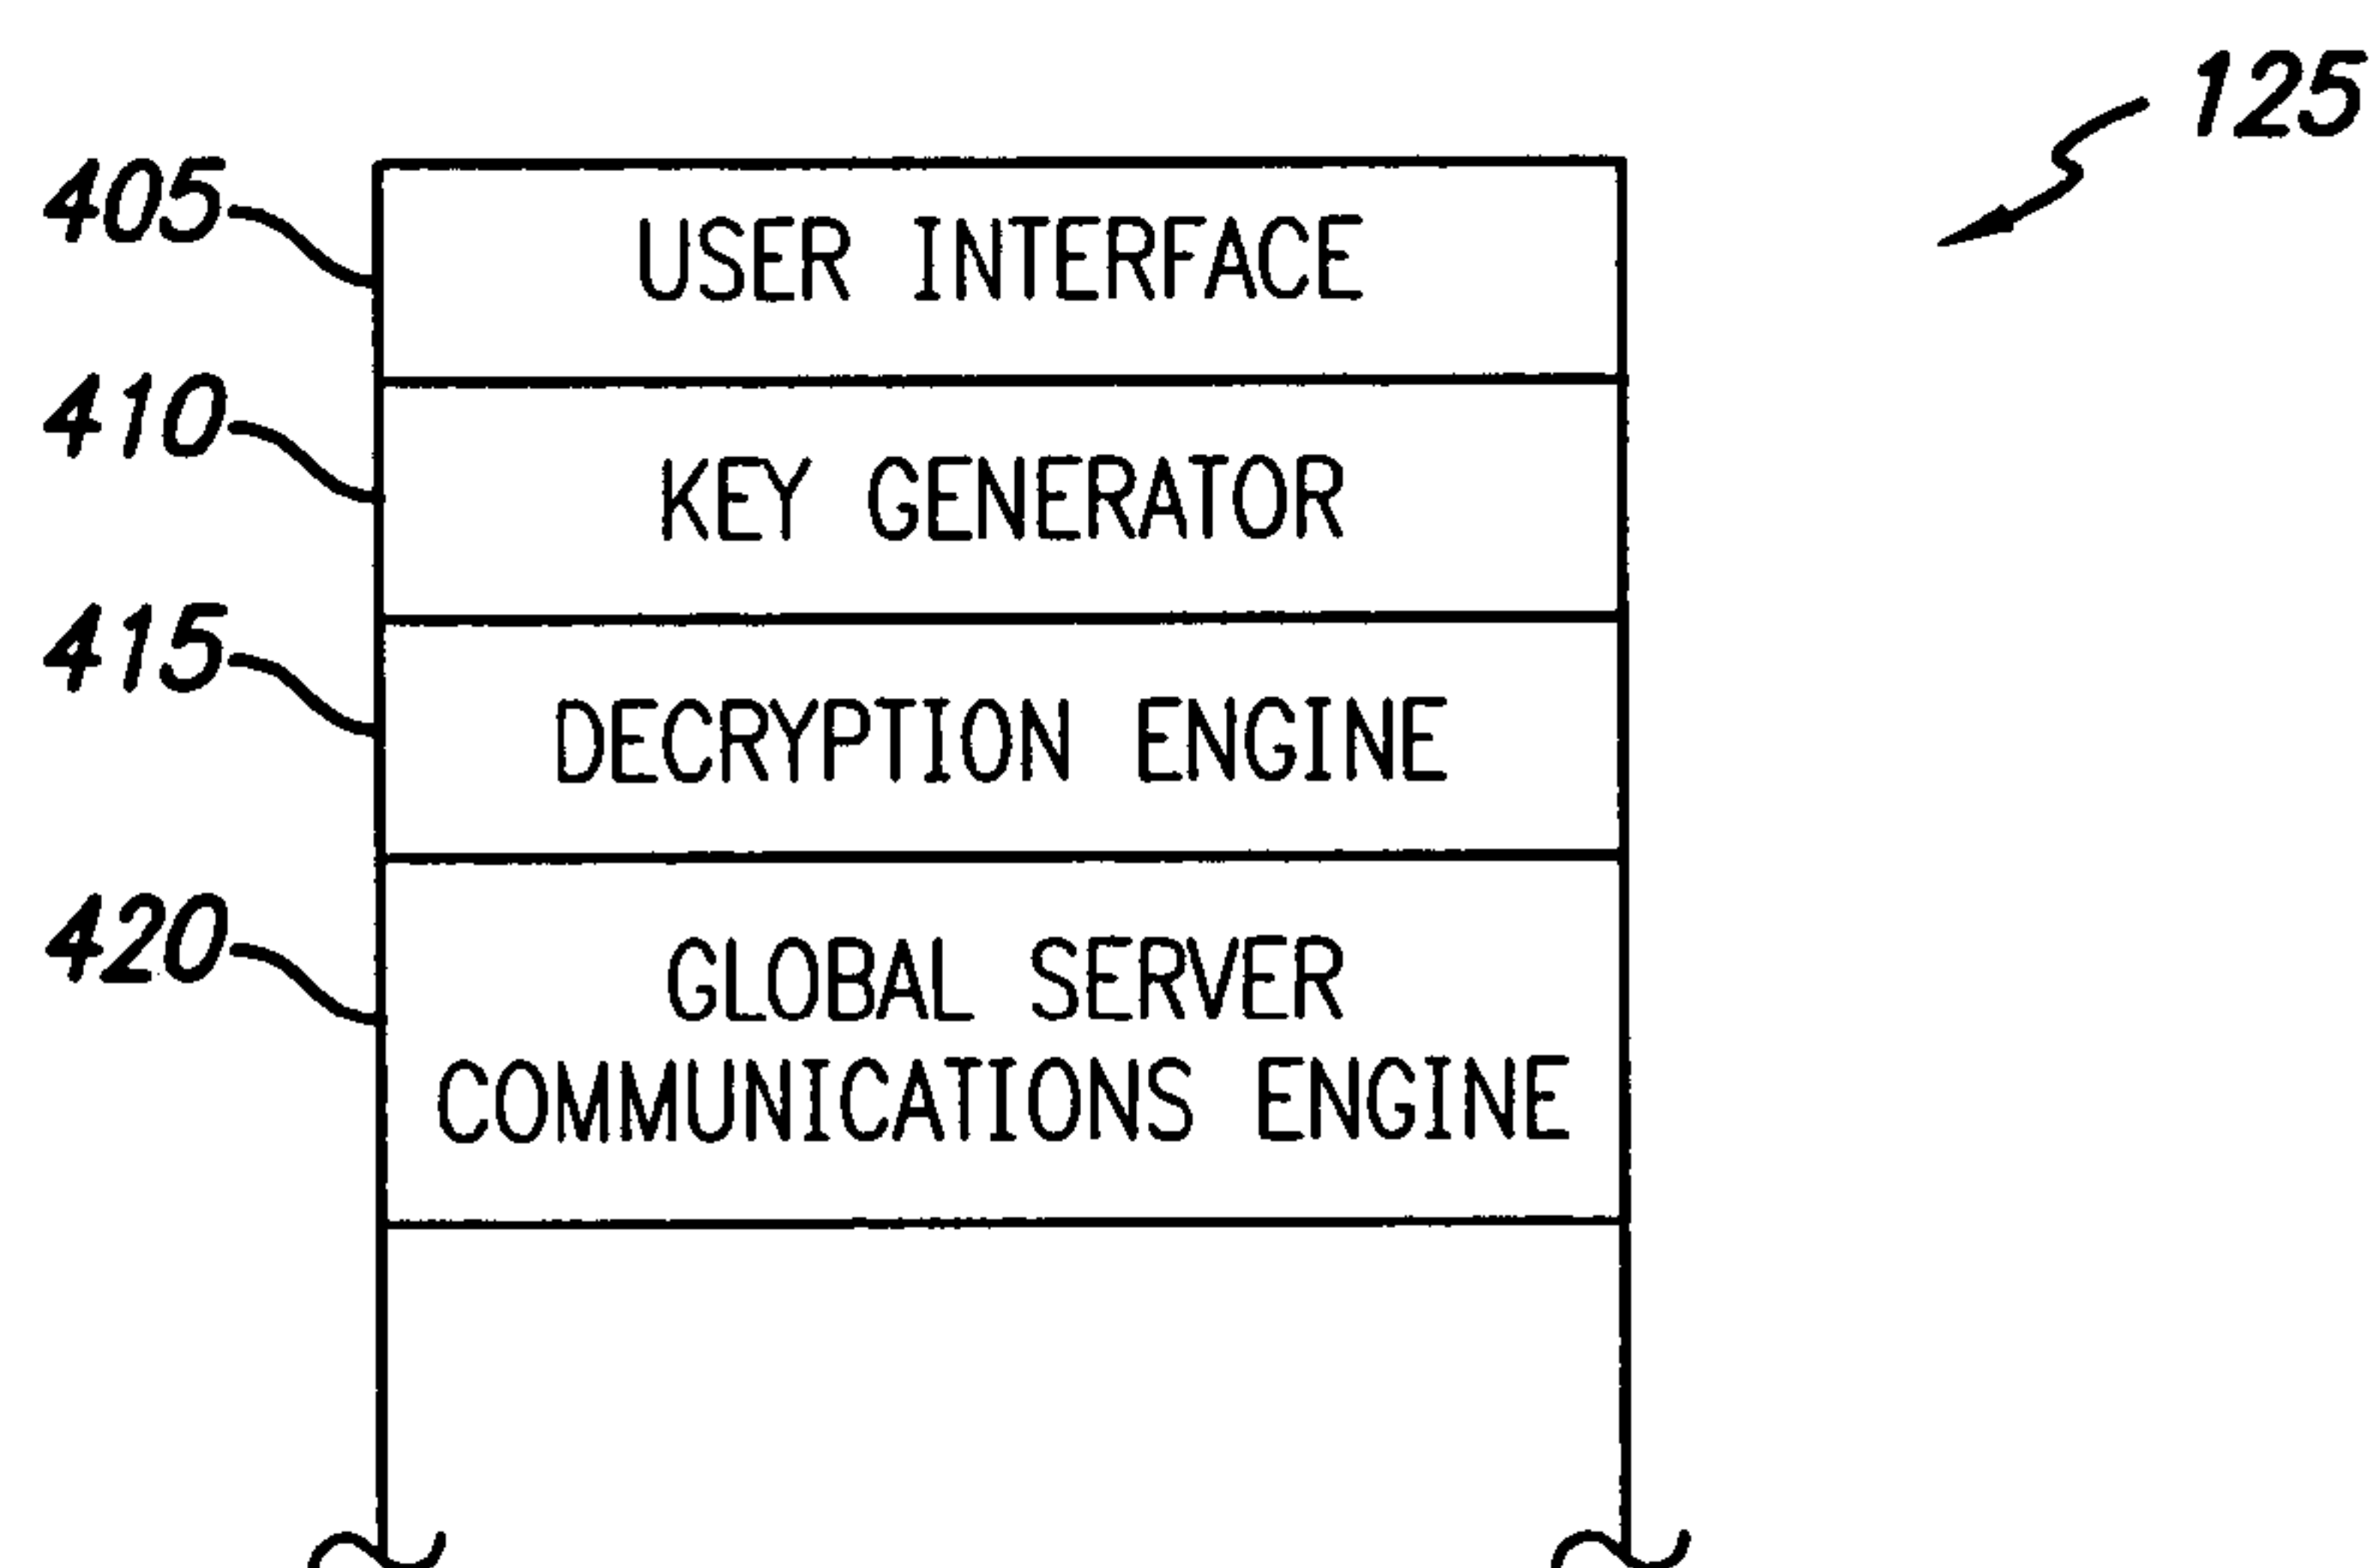 125
405
USER INTERFACE
410
KEY GENERATOR
415
DECRYPTION ENGINE
420
GLOBAL SERVER
COMMUNICATIONS ENGINE